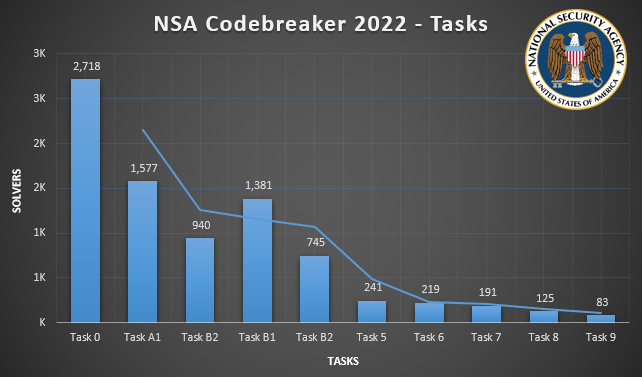 NSA Codebreaker 2022 - Tasks
NATIONAL SECURITY AGENCY
UNITED STATES OF AMERICA
3K
2,718
3K
2K
1,577
2K
1,381
1K
940
745
1K
241
219
191
125
83
K
SOLVERS
Task 0
Task A1
Task B2
Task B1
Task B2
Task 5
Task 6
Task 7
Task 8
Task 9
TASKS